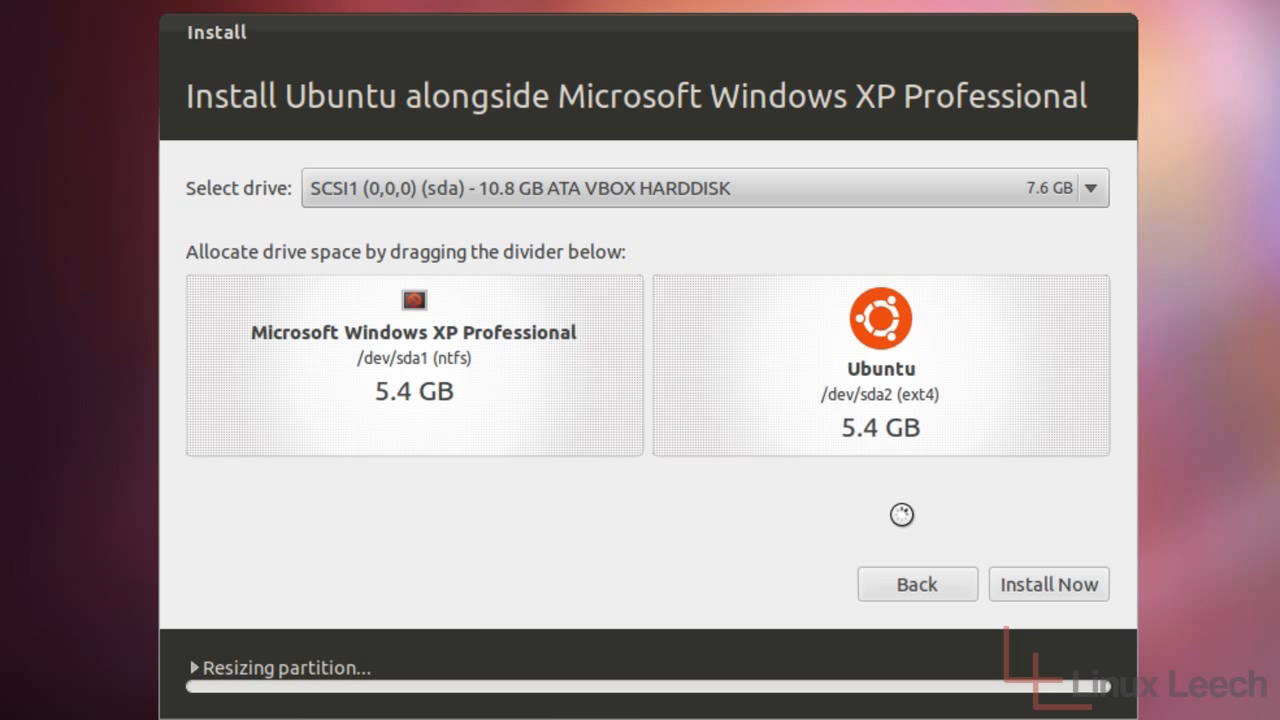 Install
Install Ubuntu alongside Microsoft Windows XP Professional
Select drive: SCSI1 (0,0,0) (sda) - 10.8 GB ATA VBOX HARDDISK 7.6 GB
Allocate drive space by dragging the divider below:
Microsoft Windows XP Professional
/dev/sda1 (ntfs)
5.4 GB
Ubuntu
/dev/sda2 (ext4)
5.4 GB
Back Install Now
Resizing partition...
Linux Leech